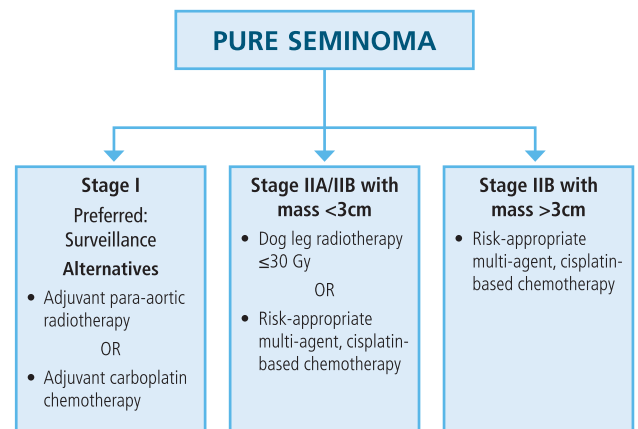 PURE SEMINOMA
Stage I
Preferred:
Surveillance
Alternatives
• Adjuvant para-aortic
radiotherapy
OR
• Adjuvant carboplatin
chemotherapy
Stage IIA/IIB with
mass <3cm
• Dog leg radiotherapy
≤30 Gy
OR
• Risk-appropriate
multi-agent, cisplatin-
based chemotherapy
Stage IIB with
mass >3cm
• Risk-appropriate
multi-agent, cisplatin-
based chemotherapy